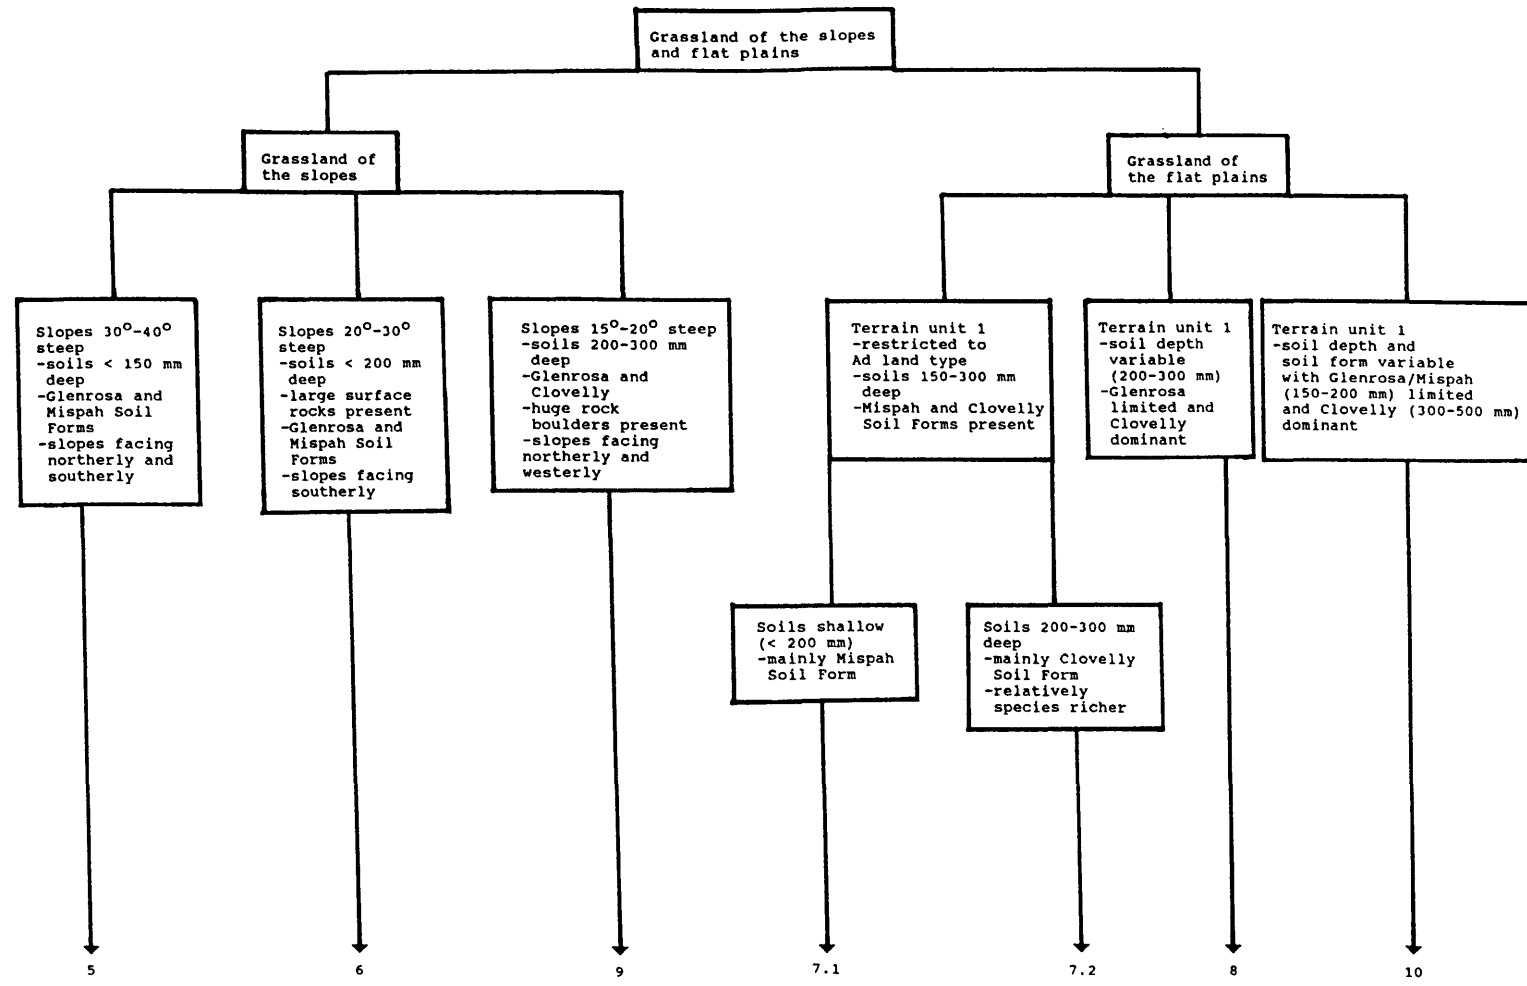 Grassland of the slopes
and flat plains
Grassland of
the slopes
Grassland of
the flat plains
Slopes 30°-40°
steep
-soils < 150 mm
deep
-Glenrosa and
Mispah Soil
Forms
-slopes facing
northerly and
southerly
Slopes 20°-30°
steep
-soils < 200 mm
deep
-large surface
rocks present
-Glenrosa and
Mispah Soil
Forms
-slopes facing
southerly
Slopes 15°-20° steep
-soils 200-300 mm
deep
-Glenrosa and
Clovelly
-huge rock
boulders present
-slopes facing
northerly and
westerly
Terrain unit 1
-restricted to
Ad land type
-soils 150-300 mm
deep
-Mispah and Clovelly
Soil Forms present
Terrain unit 1
-soil depth
variable
(200-300 mm)
-Glenrosa
limited and
Clovelly
dominant
Terrain unit 1
-soil depth and
soil form variable
with Glenrosa/Mispah
(150-200 mm) limited
and Clovelly (300-500 mm)
dominant
Soils shallow
(< 200 mm)
-mainly Mispah
Soil Form
Soils 200-300 mm
deep
-mainly Clovelly
Soil Form
-relatively
species richer
5
6
9
7.1
7.2
8
10